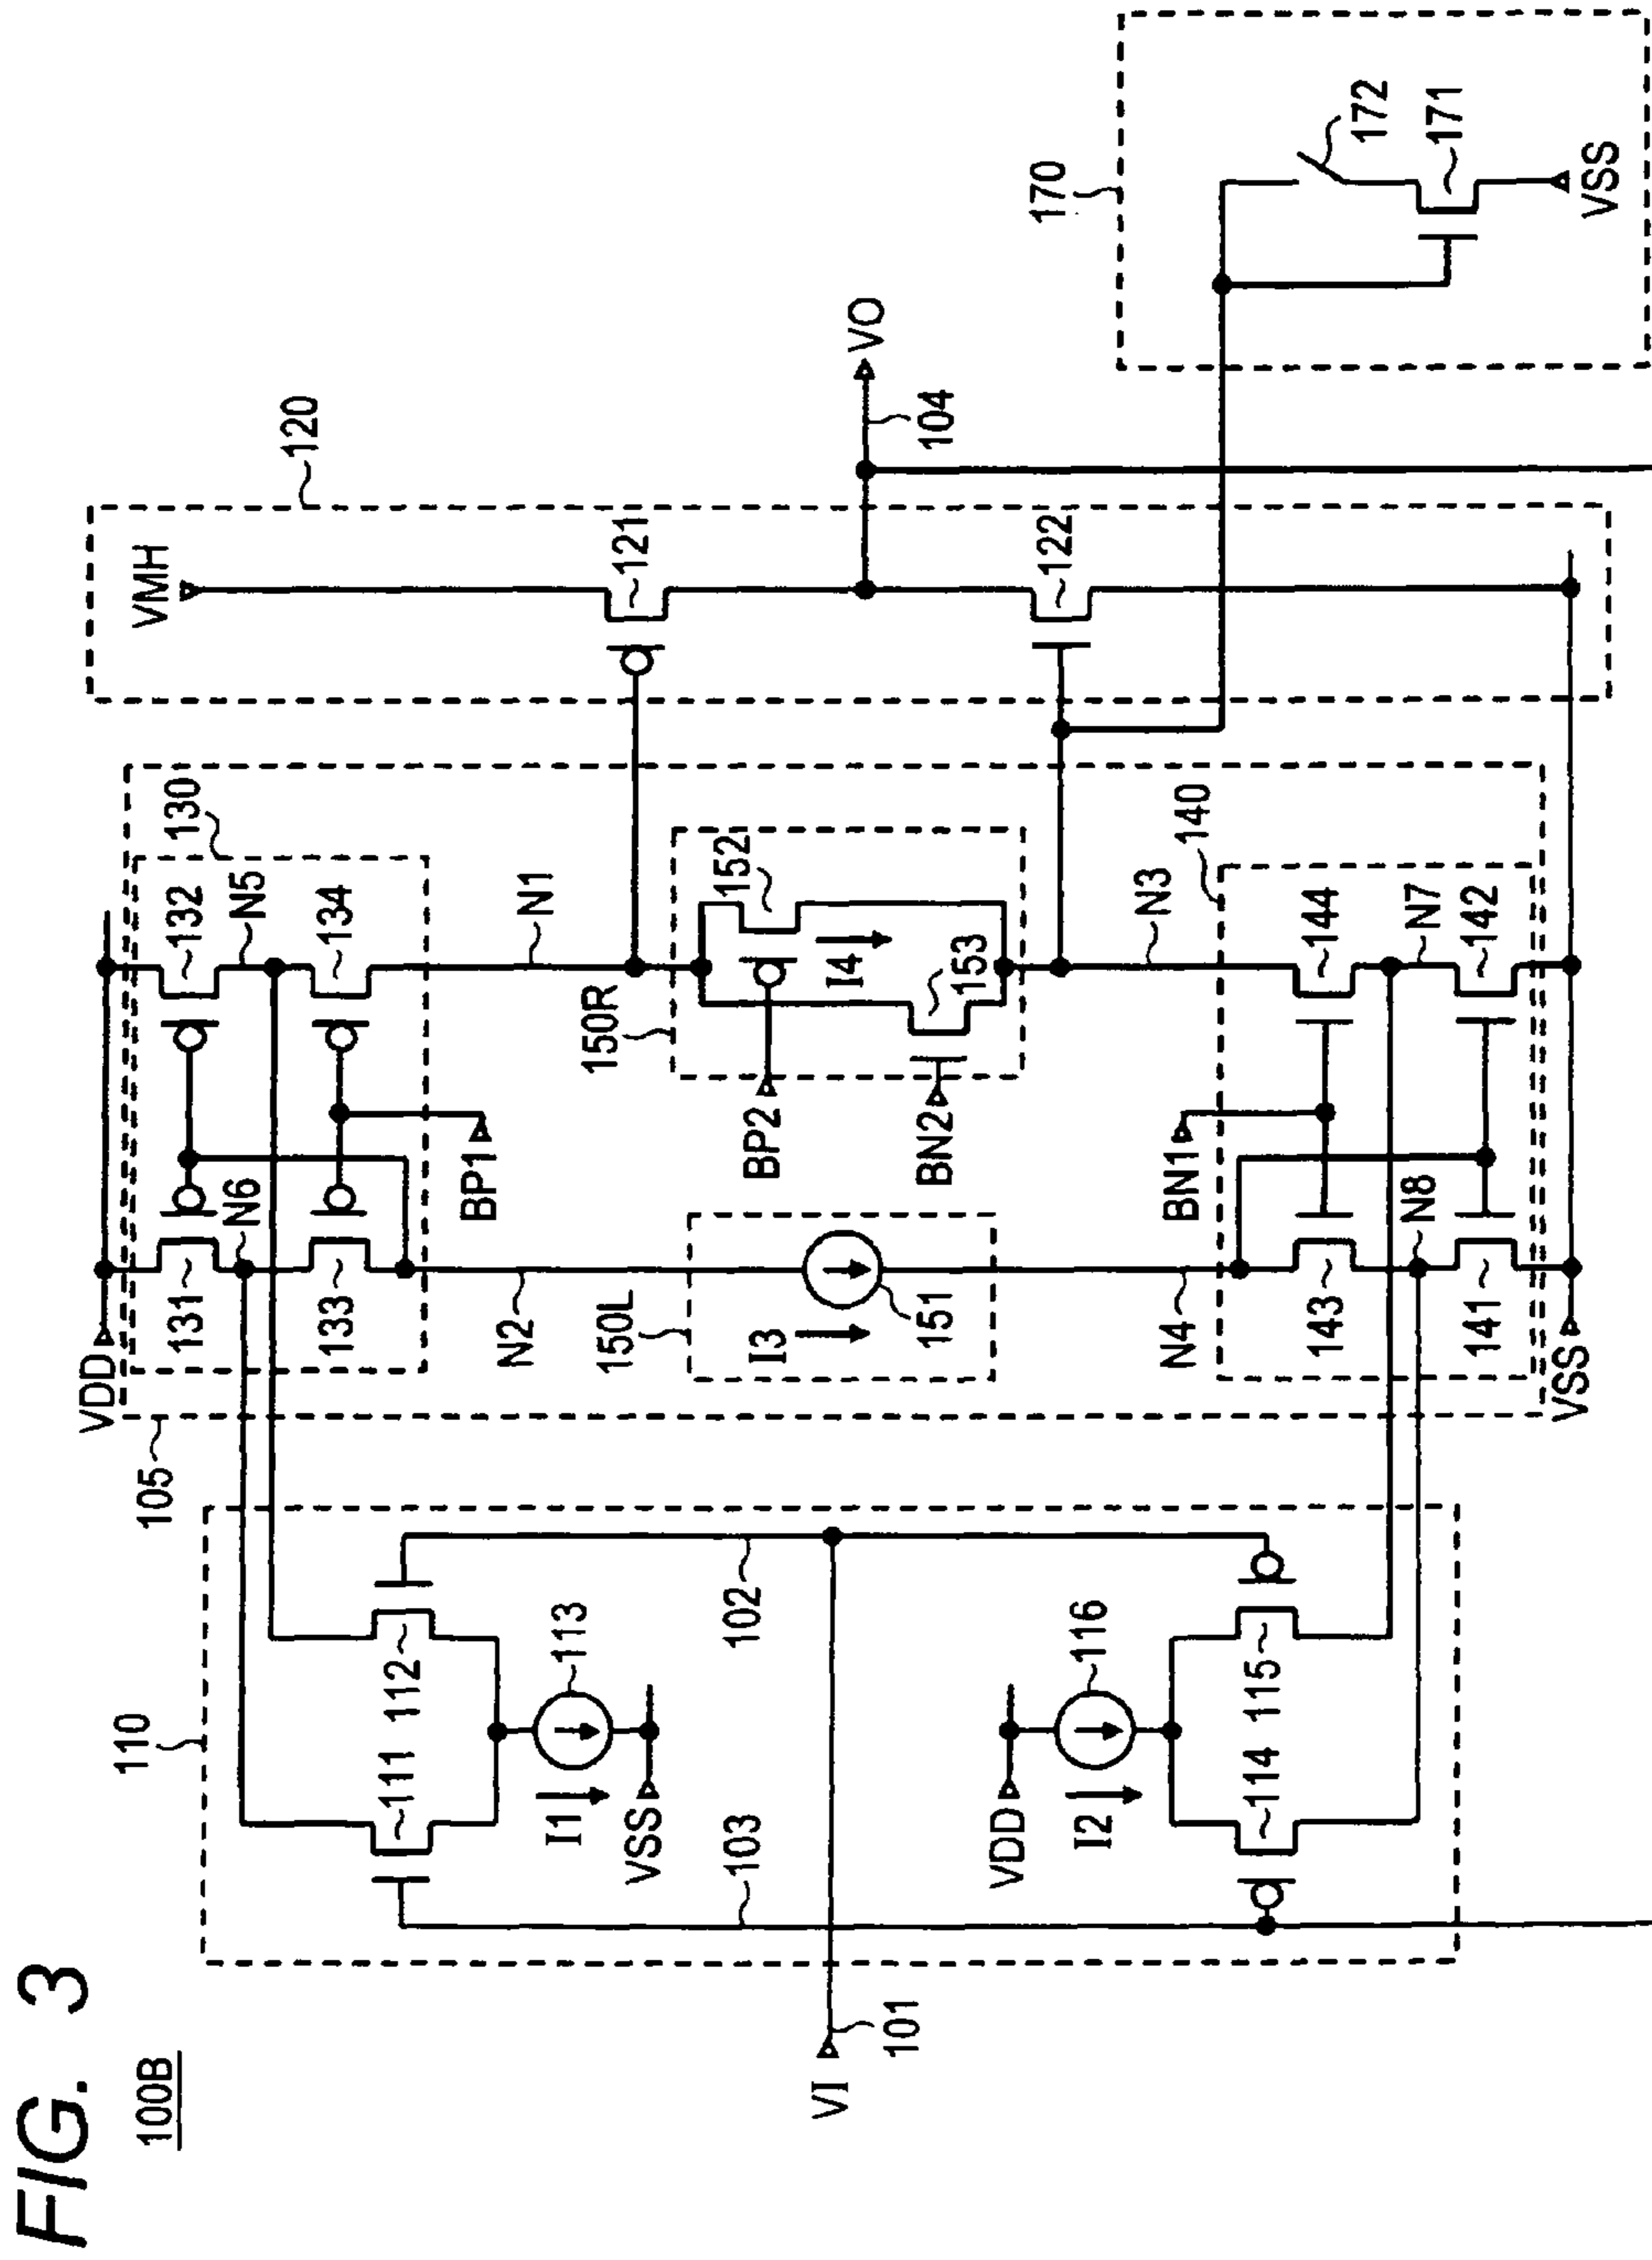 FIG. 3
100B
VI
101
110
111
112
I1
113
VSS
103
102
VDD
I2
116
114
115
105
VDD
130
131
N6
132
N5
133
134
BP1
N2
N1
150L
I3
151
150R
152
I4
153
BP2
BN2
N4
N3
140
BN1
143
144
N8
N7
141
142
VSS
120
VMH
121
122
VO
104
170
172
171
VSS